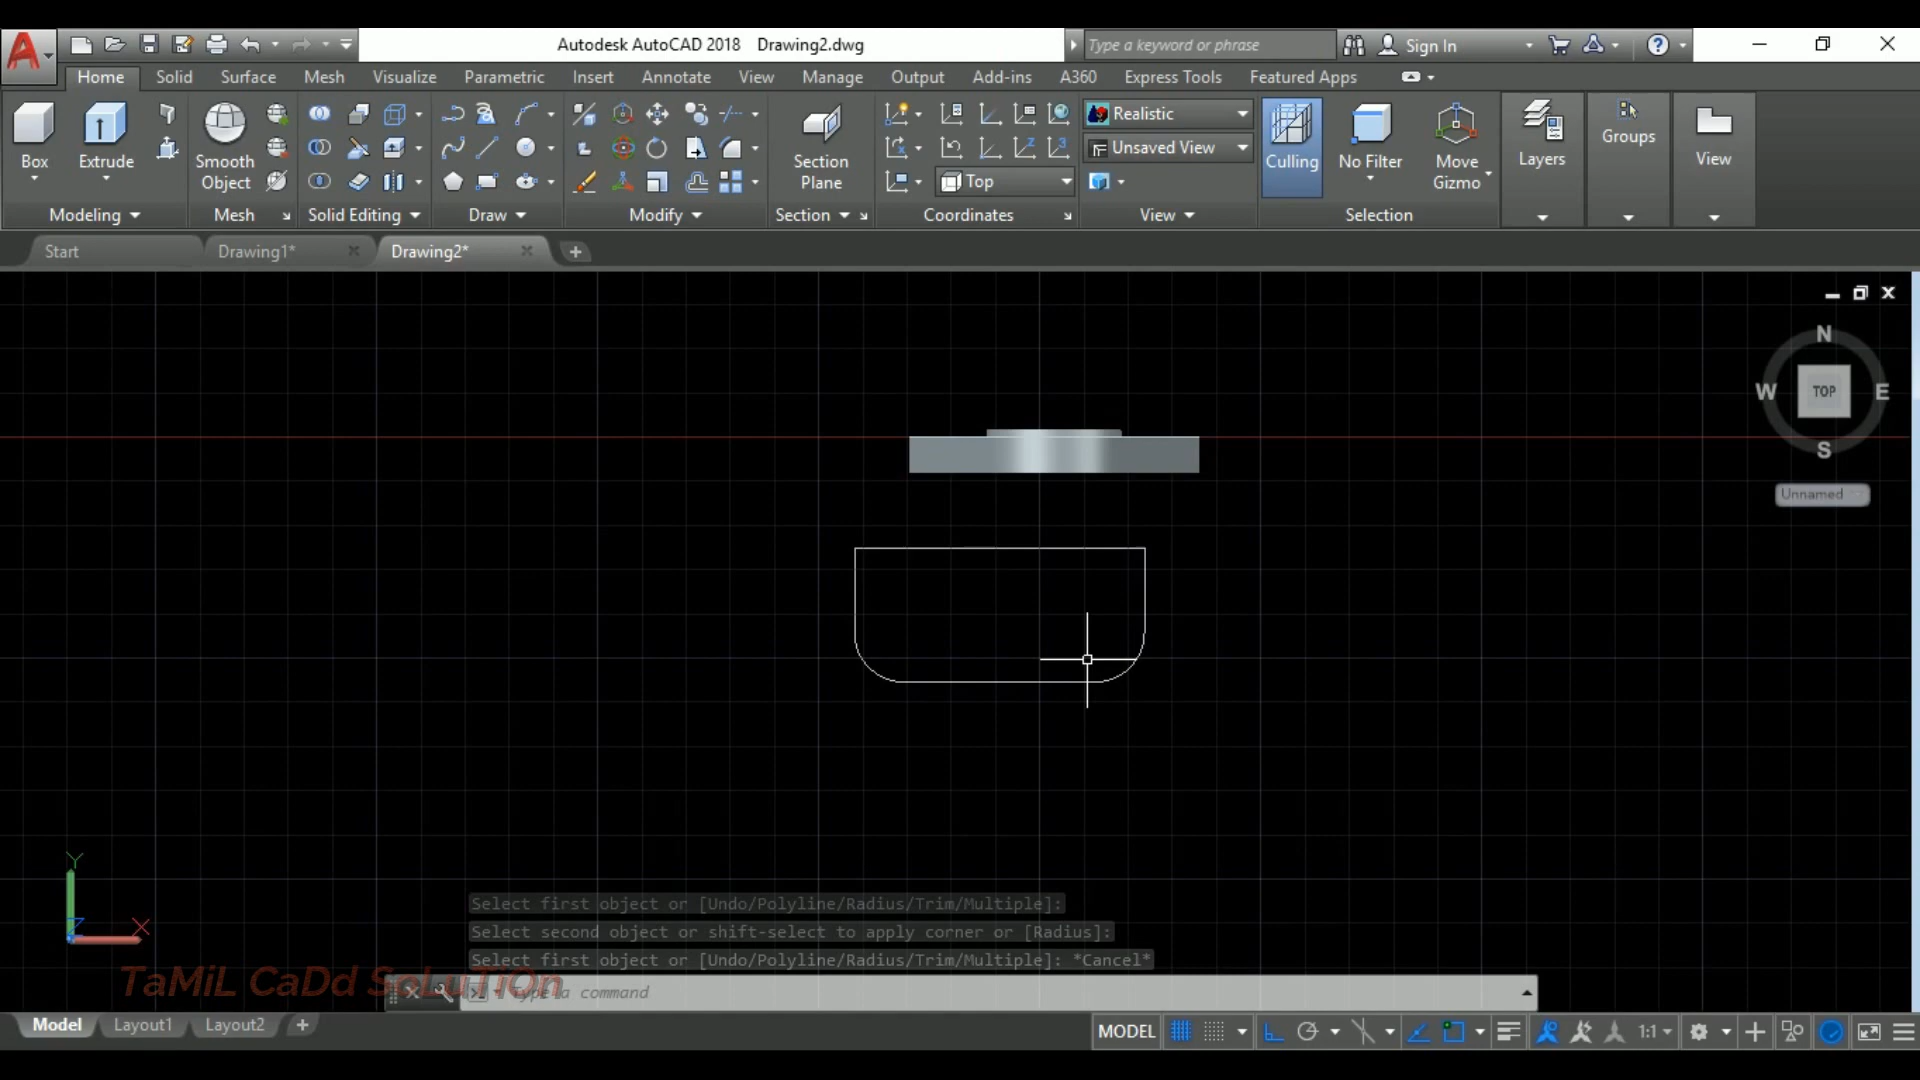 Autodesk AutoCAD 2018 Drawing2.dwg
Type a keyword or phrase
Sign In
Home Solid Surface Mesh Visualize Parametric Insert Annotate View Manage Output Add-ins A360 Express Tools Featured Apps
Box
Extrude
Smooth
Object
Section
Plane
Top
Realistic
Unsaved View
Culling
No Filter
Move
Gizmo
Layers
Groups
View
Modeling Mesh Solid Editing Draw Modify Section Coordinates View Selection
Start Drawing1* Drawing2*
N
W TOP E
S
Unnamed
Y
Z X
Select first object or [Undo/Polyline/Radius/Trim/Multiple]:
Select second object or shift-select to apply corner or [Radius]:
Select first object or [Undo/Polyline/Radius/Trim/Multiple]: *Cancel*
TaMiL CaDd SoLuTiOn
Type a command
Model Layout1 Layout2
MODEL
1:1